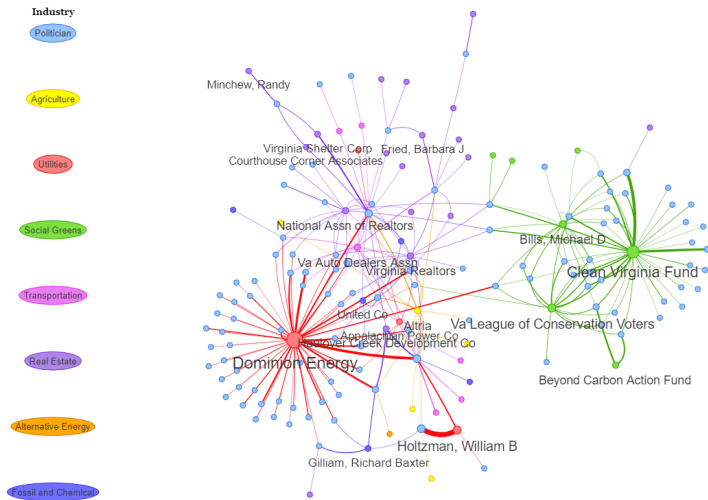 Industry
Politician
Agriculture
Utilities
Social Greens
Transportation
Real Estate
Alternative Energy
Fossil and Chemical
Minchew, Randy
Virginia Shelter Corp
Fried, Barbara J
Courthouse Corner Associates
National Assn of Realtors
Bills, Michael D
Va Auto Dealers Assn
Virginia Realtors
Clean Virginia Fund
United Co
Altria
Va League of Conservation Voters
Appalachian Power Co
Hanover Creek Development Co
Dominion Energy
Beyond Carbon Action Fund
Holtzman, William B
Gilliam, Richard Baxter